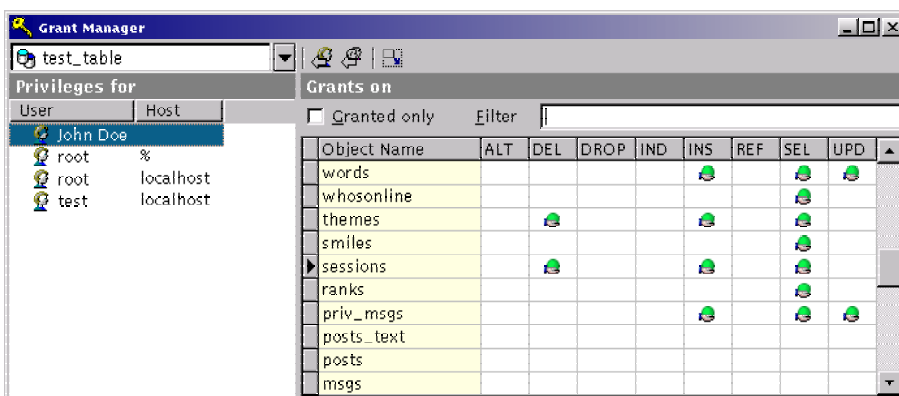 Grant Manager
test_table
Privileges for
Grants on
User Host
Granted only Filter
John Doe
root %
root localhost
test localhost
Object Name ALT DEL DROP IND INS REF SEL UPD
words
whosonline
themes
smiles
sessions
ranks
priv_msgs
posts_text
posts
msgs